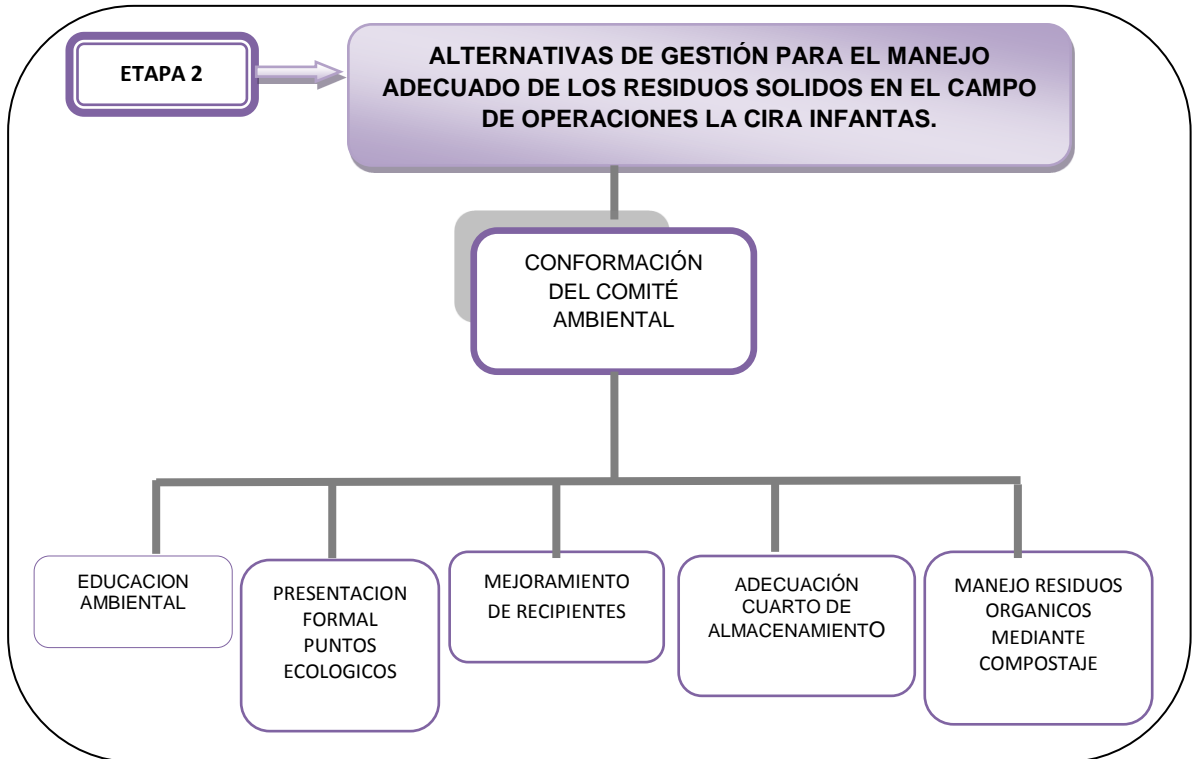 ETAPA 2
ALTERNATIVAS DE GESTIÓN PARA EL MANEJO
ADECUADO DE LOS RESIDUOS SOLIDOS EN EL CAMPO
DE OPERACIONES LA CIRA INFANTAS.
CONFORMACIÓN
DEL COMITÉ
AMBIENTAL
EDUCACION
AMBIENTAL
PRESENTACION
FORMAL
PUNTOS
ECOLOGICOS
MEJORAMIENTO
DE RECIPIENTES
ADECUACIÓN
CUARTO DE
ALMACENAMIENTO
MANEJO RESIDUOS
ORGANICOS
MEDIANTE
COMPOSTAJE